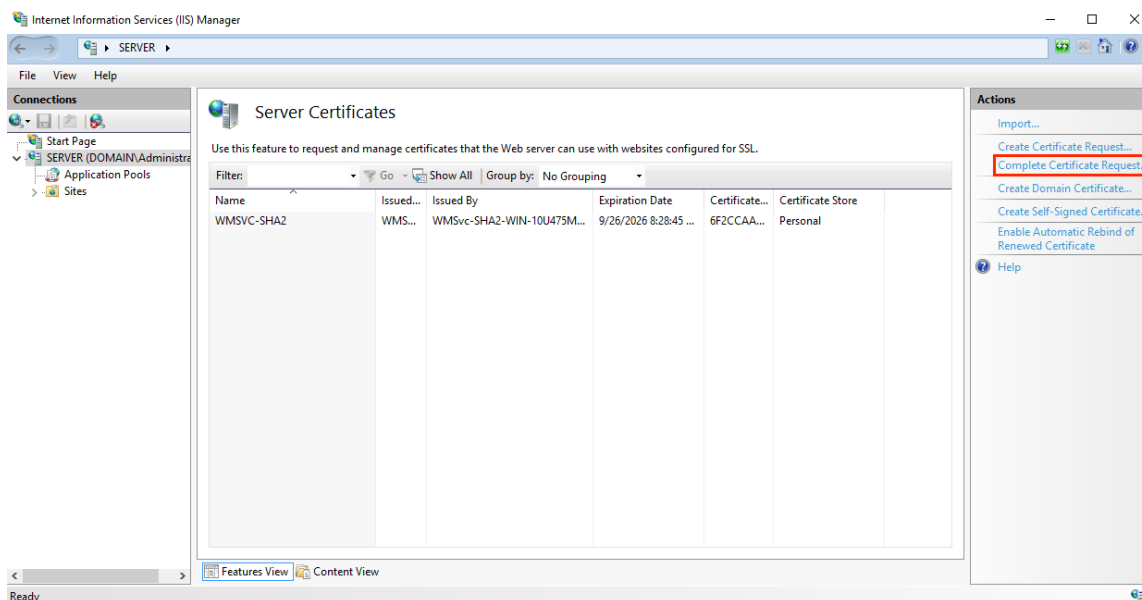 Internet Information Services (IIS) Manager
SERVER
File View Help
Connections
Start Page
SERVER (DOMAIN\Administra
Application Pools
Sites
Server Certificates
Use this feature to request and manage certificates that the Web server can use with websites configured for SSL.
Filter: Go Show All Group by: No Grouping
Name Issued... Issued By Expiration Date Certificate... Certificate Store
WMSVC-SHA2 WMS... WMSvc-SHA2-WIN-10U475M... 9/26/2026 8:28:45 ... 6F2CCAA... Personal
Features View Content View
Actions
Import...
Create Certificate Request...
Complete Certificate Request.
Create Domain Certificate...
Create Self-Signed Certificate.
Enable Automatic Rebind of
Renewed Certificate
Help
Ready